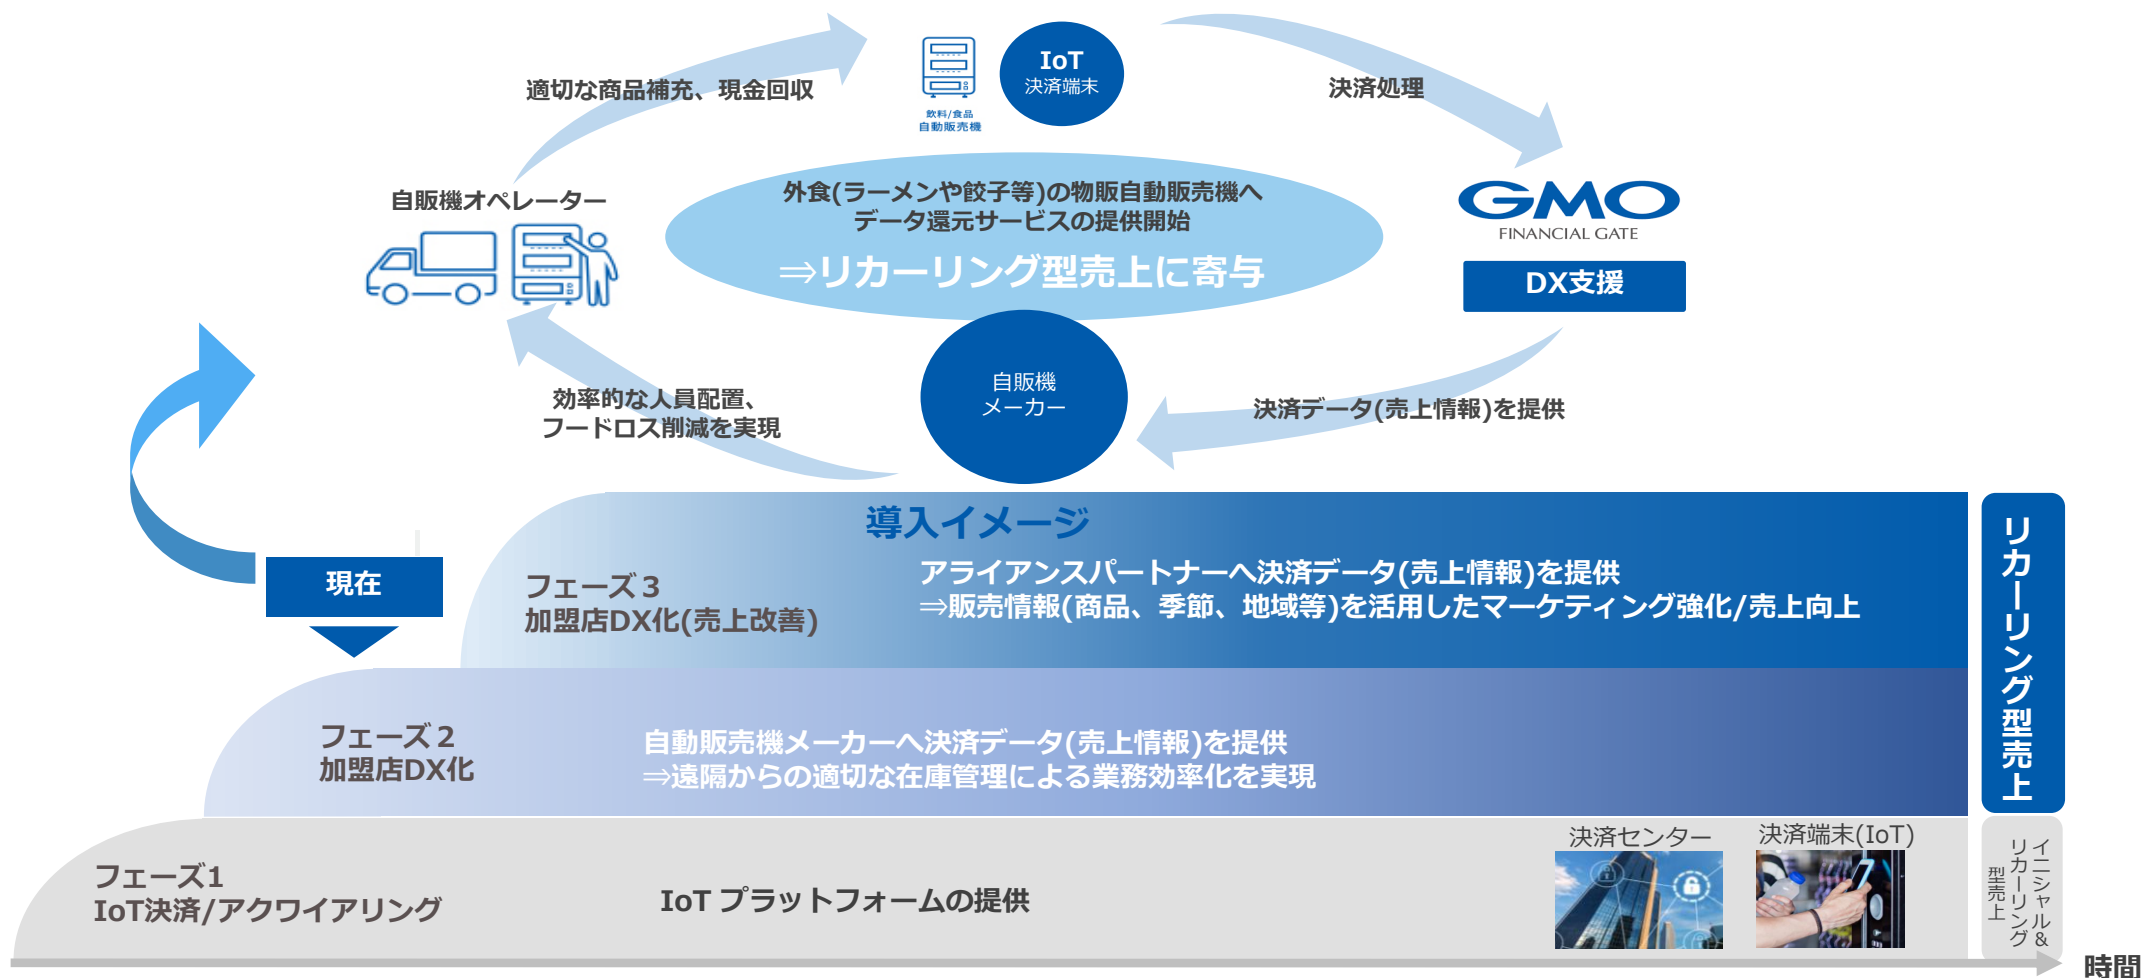 IoT
決済端末
飲料/食品
自動販売機
適切な商品補充、現金回収
決済処理
自販機オペレーター
外食(ラーメンや餃子等)の物販自動販売機へ
データ還元サービスの提供開始
⇒リカーリング型売上に寄与
GMO
FINANCIAL GATE
DX支援
自販機
メーカー
効率的な人員配置、
フードロス削減を実現
決済データ(売上情報)を提供
導入イメージ
現在
フェーズ３
加盟店DX化(売上改善)
アライアンスパートナーへ決済データ(売上情報)を提供
⇒販売情報(商品、季節、地域等)を活用したマーケティング強化/売上向上
リカーリング型売上
フェーズ２
加盟店DX化
自動販売機メーカーへ決済データ(売上情報)を提供
⇒遠隔からの適切な在庫管理による業務効率化を実現
フェーズ1
IoT決済/アクワイアリング
IoT プラットフォームの提供
決済センター
決済端末(IoT)
イニシャル&
リカーリング
型売上
時間